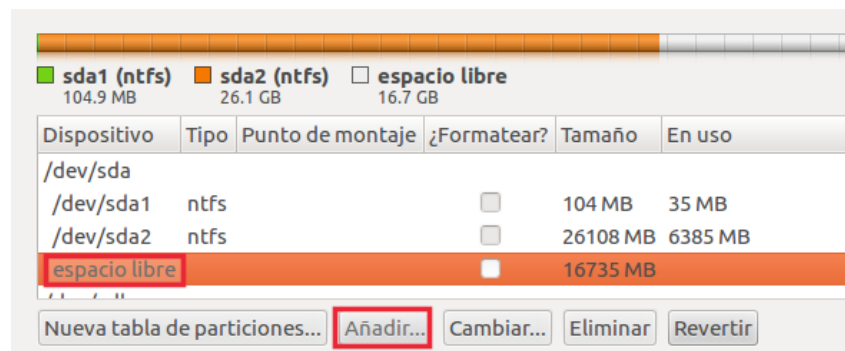 sda1 (ntfs) sda2 (ntfs) espacio libre
104.9 MB 26.1 GB 16.7 GB
Dispositivo Tipo Punto de montaje ¿Formatear? Tamaño En uso
/dev/sda
/dev/sda1 ntfs 104 MB 35 MB
/dev/sda2 ntfs 26108 MB 6385 MB
espacio libre 16735 MB
Nueva tabla de particiones... Añadir... Cambiar... Eliminar Revertir